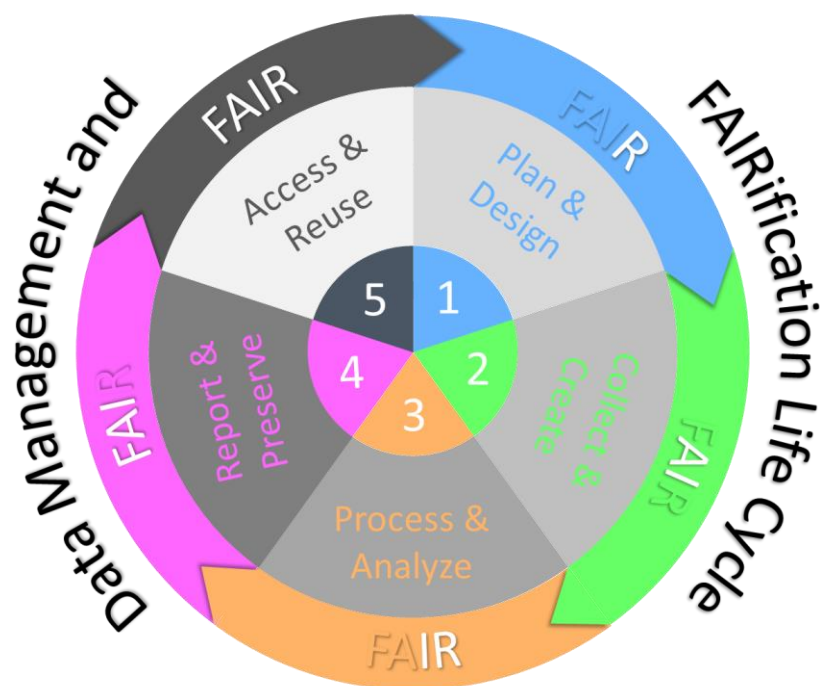 Data Management and
FAIRification Life Cycle
FAIR
Plan &
Design
1
FAIR
Collect &
Create
2
FAIR
Process &
Analyze
3
FAIR
Report &
Preserve
4
FAIR
Access &
Reuse
5